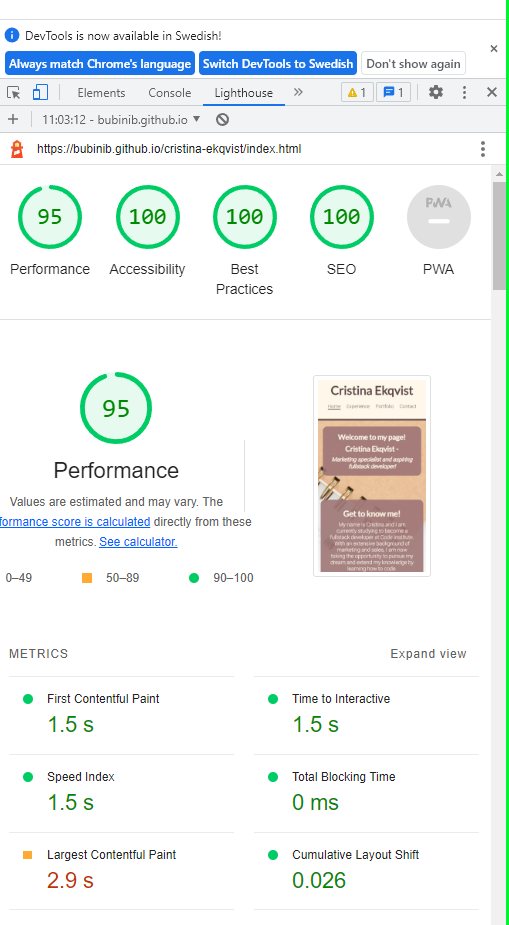 DevTools is now available in Swedish!
Always match Chrome's language
Switch DevTools to Swedish
Don't show again
Elements
Console
Lighthouse
1
1
11:03:12 - bubinib.github.io
https://bubinib.github.io/cristina-ekqvist/index.html
95
100
100
100
PWA
Performance
Accessibility
Best
Practices
SEO
PWA
95
Performance
Values are estimated and may vary. The
formance score is calculated directly from these
metrics. See calculator.
0–49
50–89
90–100
Cristina Ekqvist
Home Experience Portfolio Contact
Welcome to my page!
Cristina Ekqvist -
Marketing specialist and aspiring
fullstack developer!
Get to know me!
My name is Cristina and I am
currently studying to become a
fullstack developer at Code Institute.
With an extensive background of
marketing and sales, I am now
taking the opportunity to pursue my
dream and extend my knowledge by
learning how to code.
METRICS
Expand view
First Contentful Paint
1.5 s
Time to Interactive
1.5 s
Speed Index
1.5 s
Total Blocking Time
0 ms
Largest Contentful Paint
2.9 s
Cumulative Layout Shift
0.026